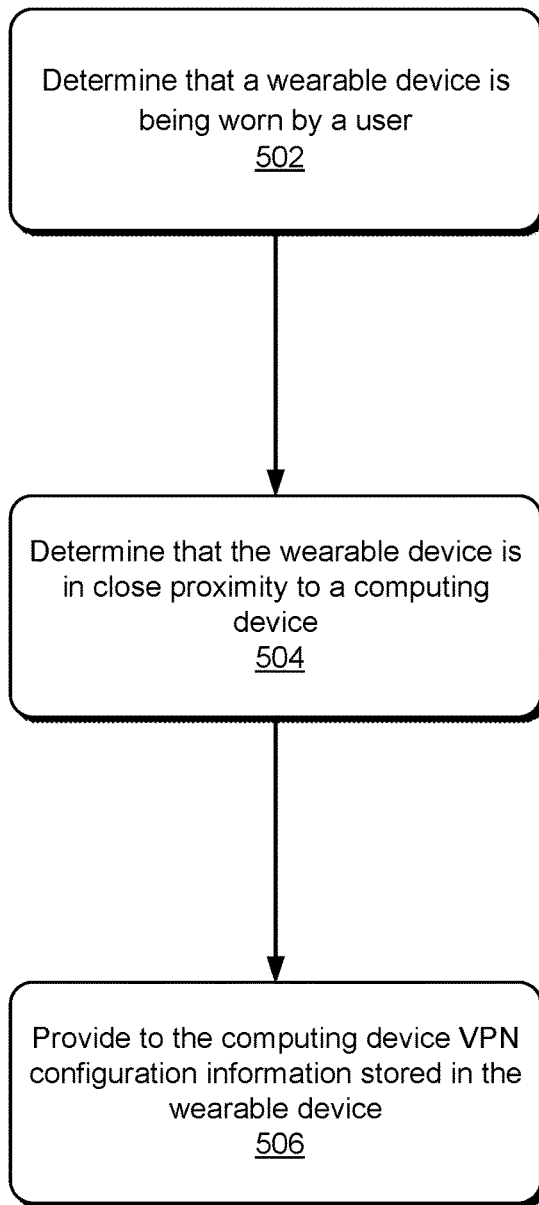 Determine that a wearable device is
being worn by a user
502
Determine that the wearable device is
in close proximity to a computing
device
504
Provide to the computing device VPN
configuration information stored in the
wearable device
506